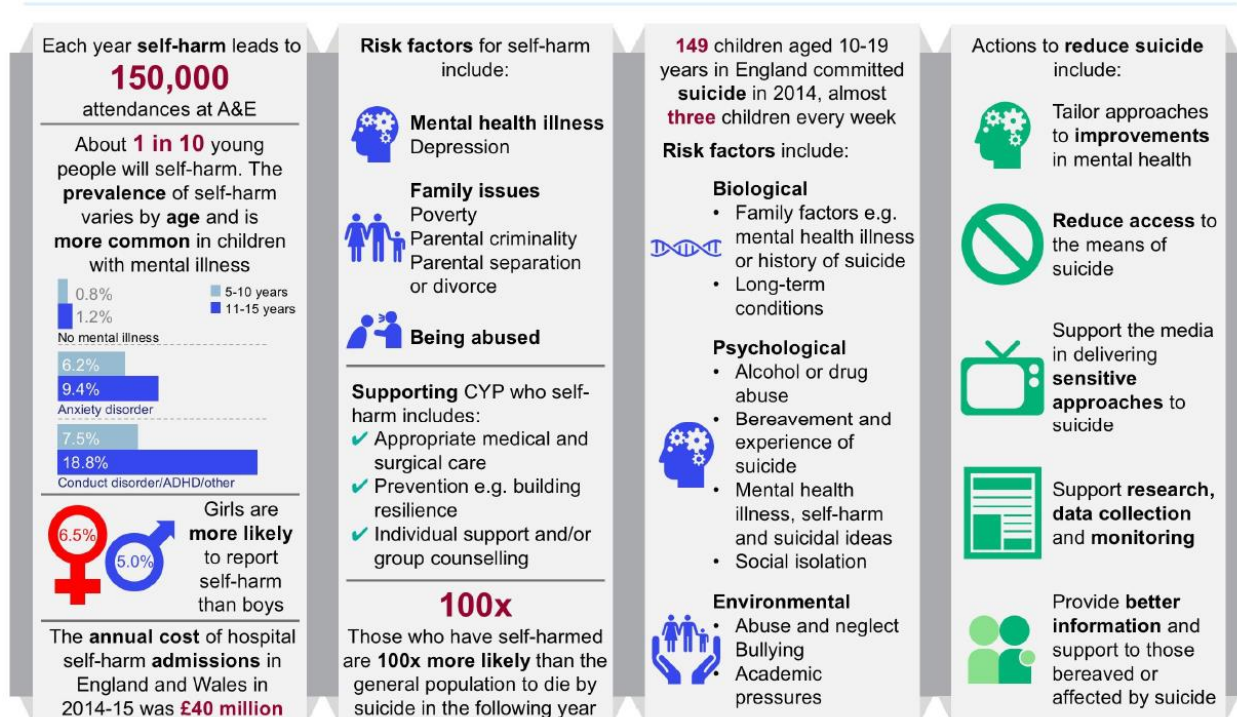 Each year self-harm leads to
150,000
attendances at A&E
About 1 in 10 young
people will self-harm. The
prevalence of self-harm
varies by age and is
more common in children
with mental illness
0.8%
1.2%
5-10 years
11-15 years
No mental illness
6.2%
9.4%
Anxiety disorder
7.5%
18.8%
Conduct disorder/ADHD/other
6.5%
5.0%
Girls are
more likely
to report
self-harm
than boys
The annual cost of hospital
self-harm admissions in
England and Wales in
2014-15 was £40 million
Risk factors for self-harm
include:
Mental health illness
Depression
Family issues
Poverty
Parental criminality
Parental separation
or divorce
Being abused
Supporting CYP who self-
harm includes:
✔ Appropriate medical and
surgical care
✔ Prevention e.g. building
resilience
✔ Individual support and/or
group counselling
100x
Those who have self-harmed
are 100x more likely than the
general population to die by
suicide in the following year
149 children aged 10-19
years in England committed
suicide in 2014, almost
three children every week
Risk factors include:
Biological
• Family factors e.g.
mental health illness
or history of suicide
• Long-term
conditions
Psychological
• Alcohol or drug
abuse
• Bereavement and
experience of
suicide
• Mental health
illness, self-harm
and suicidal ideas
• Social isolation
Environmental
• Abuse and neglect
Bullying
• Academic
pressures
Actions to reduce suicide
include:
Tailor approaches
to improvements
in mental health
Reduce access to
the means of
suicide
Support the media
in delivering
sensitive
approaches to
suicide
Support research,
data collection
and monitoring
Provide better
information and
support to those
bereaved or
affected by suicide